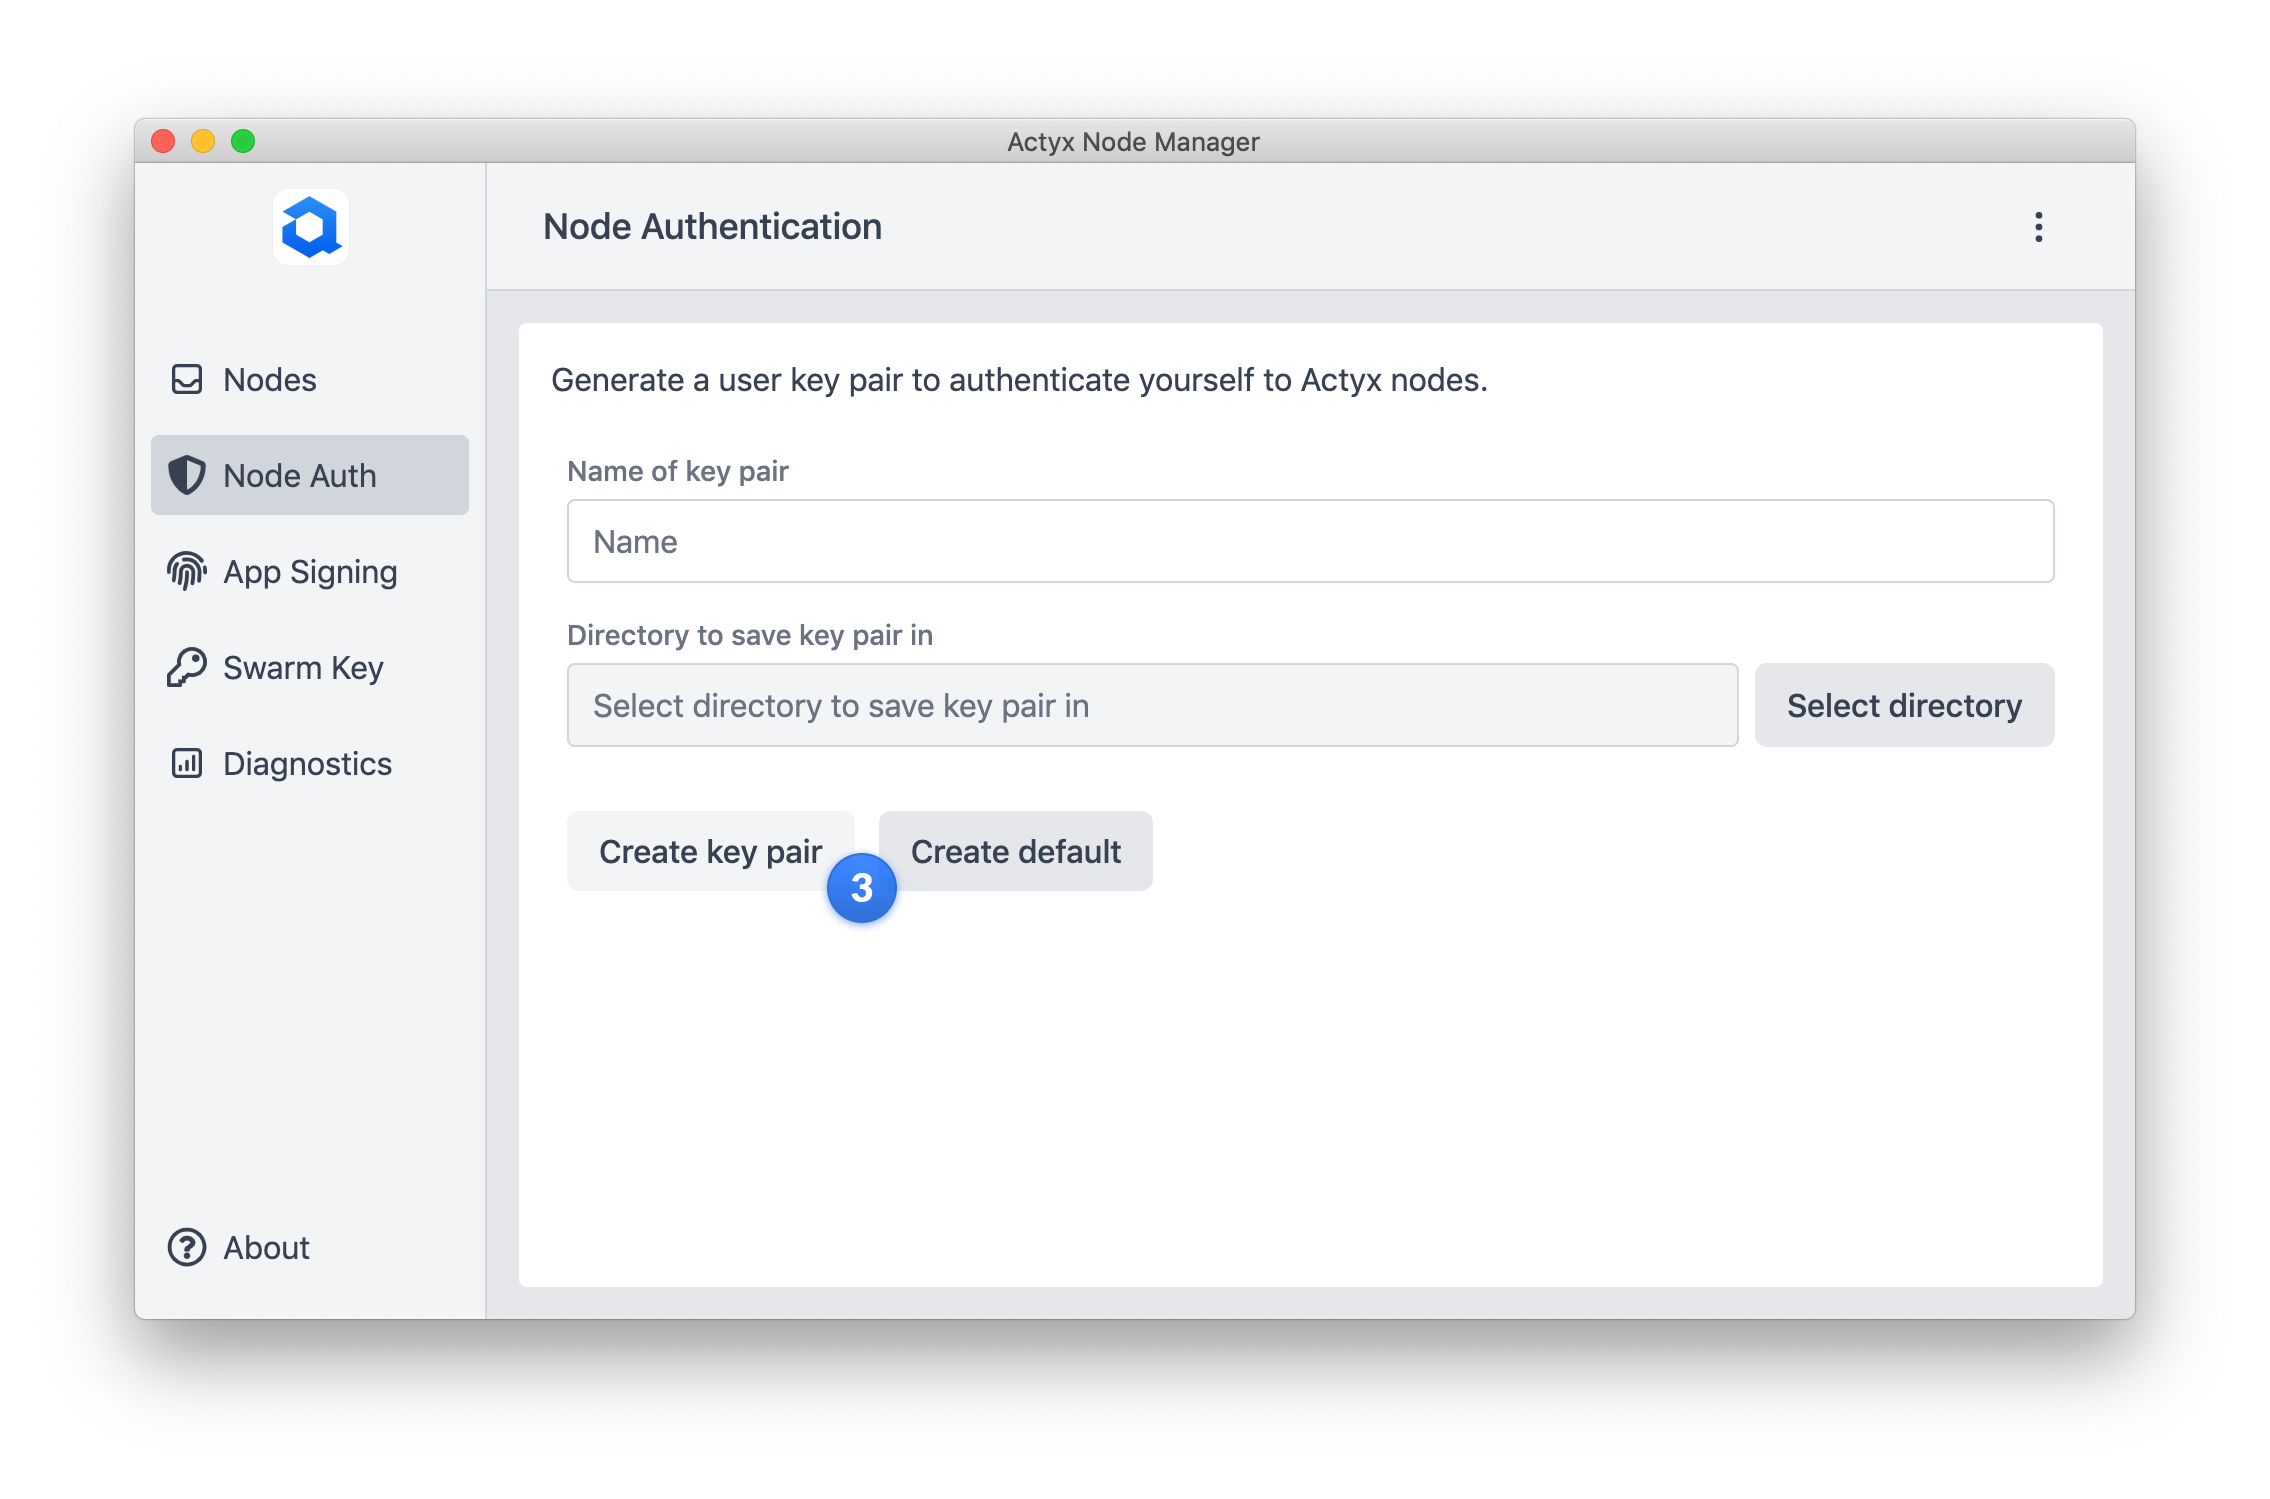 Actyx Node Manager
Node Authentication
Nodes
Node Auth
App Signing
Swarm Key
Diagnostics
About
Generate a user key pair to authenticate yourself to Actyx nodes.
Name of key pair
Name
Directory to save key pair in
Select directory to save key pair in
Select directory
Create key pair
3
Create default